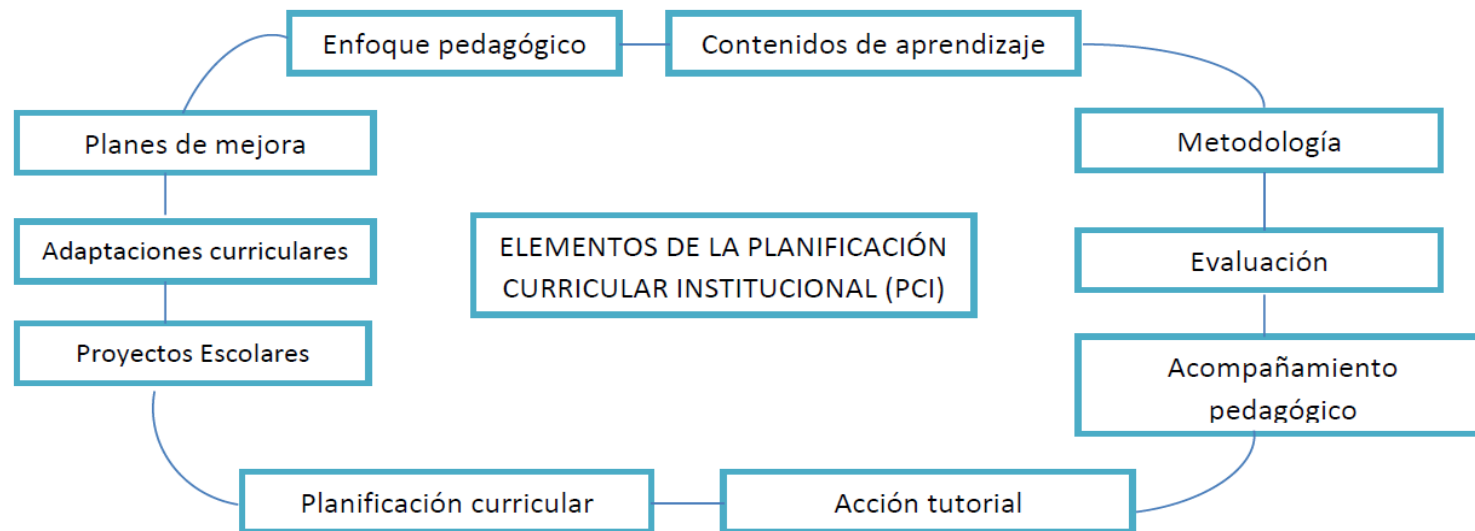 Enfoque pedagógico
Contenidos de aprendizaje
Planes de mejora
Metodología
Adaptaciones curriculares
ELEMENTOS DE LA PLANIFICACIÓN
CURRICULAR INSTITUCIONAL (PCI)
Evaluación
Proyectos Escolares
Acompañamiento
pedagógico
Planificación curricular
Acción tutorial